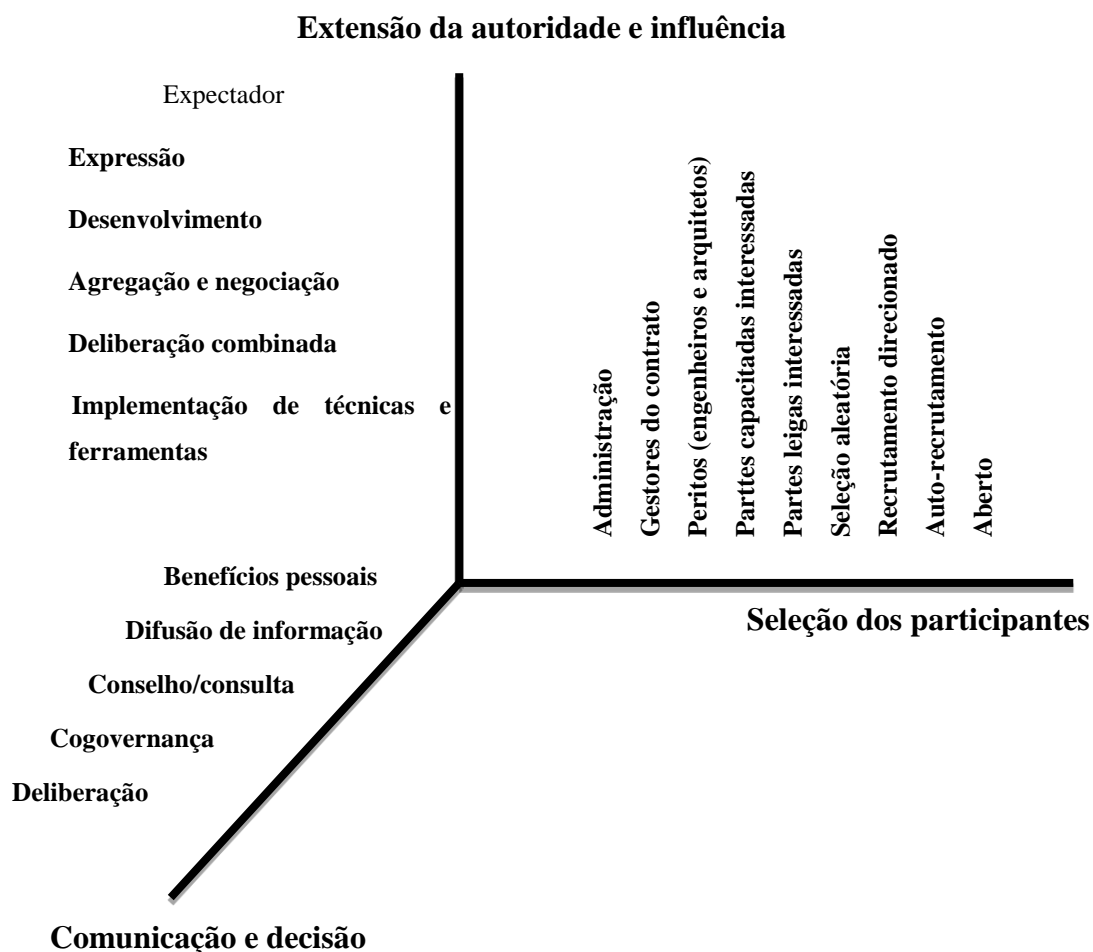 Extensão da autoridade e influência
Expectador
Expressão
Desenvolvimento
Agregação e negociação
Deliberação combinada
Implementação de técnicas e
ferramentas
Administração
Gestores do contrato
Peritos (engenheiros e arquitetos)
Parttes capacitadas interessadas
Partes leigas interessadas
Seleção aleatória
Recrutamento direcionado
Auto-recrutamento
Aberto
Benefícios pessoais
Difusão de informação
Conselho/consulta
Cogovernança
Deliberação
Seleção dos participantes
Comunicação e decisão